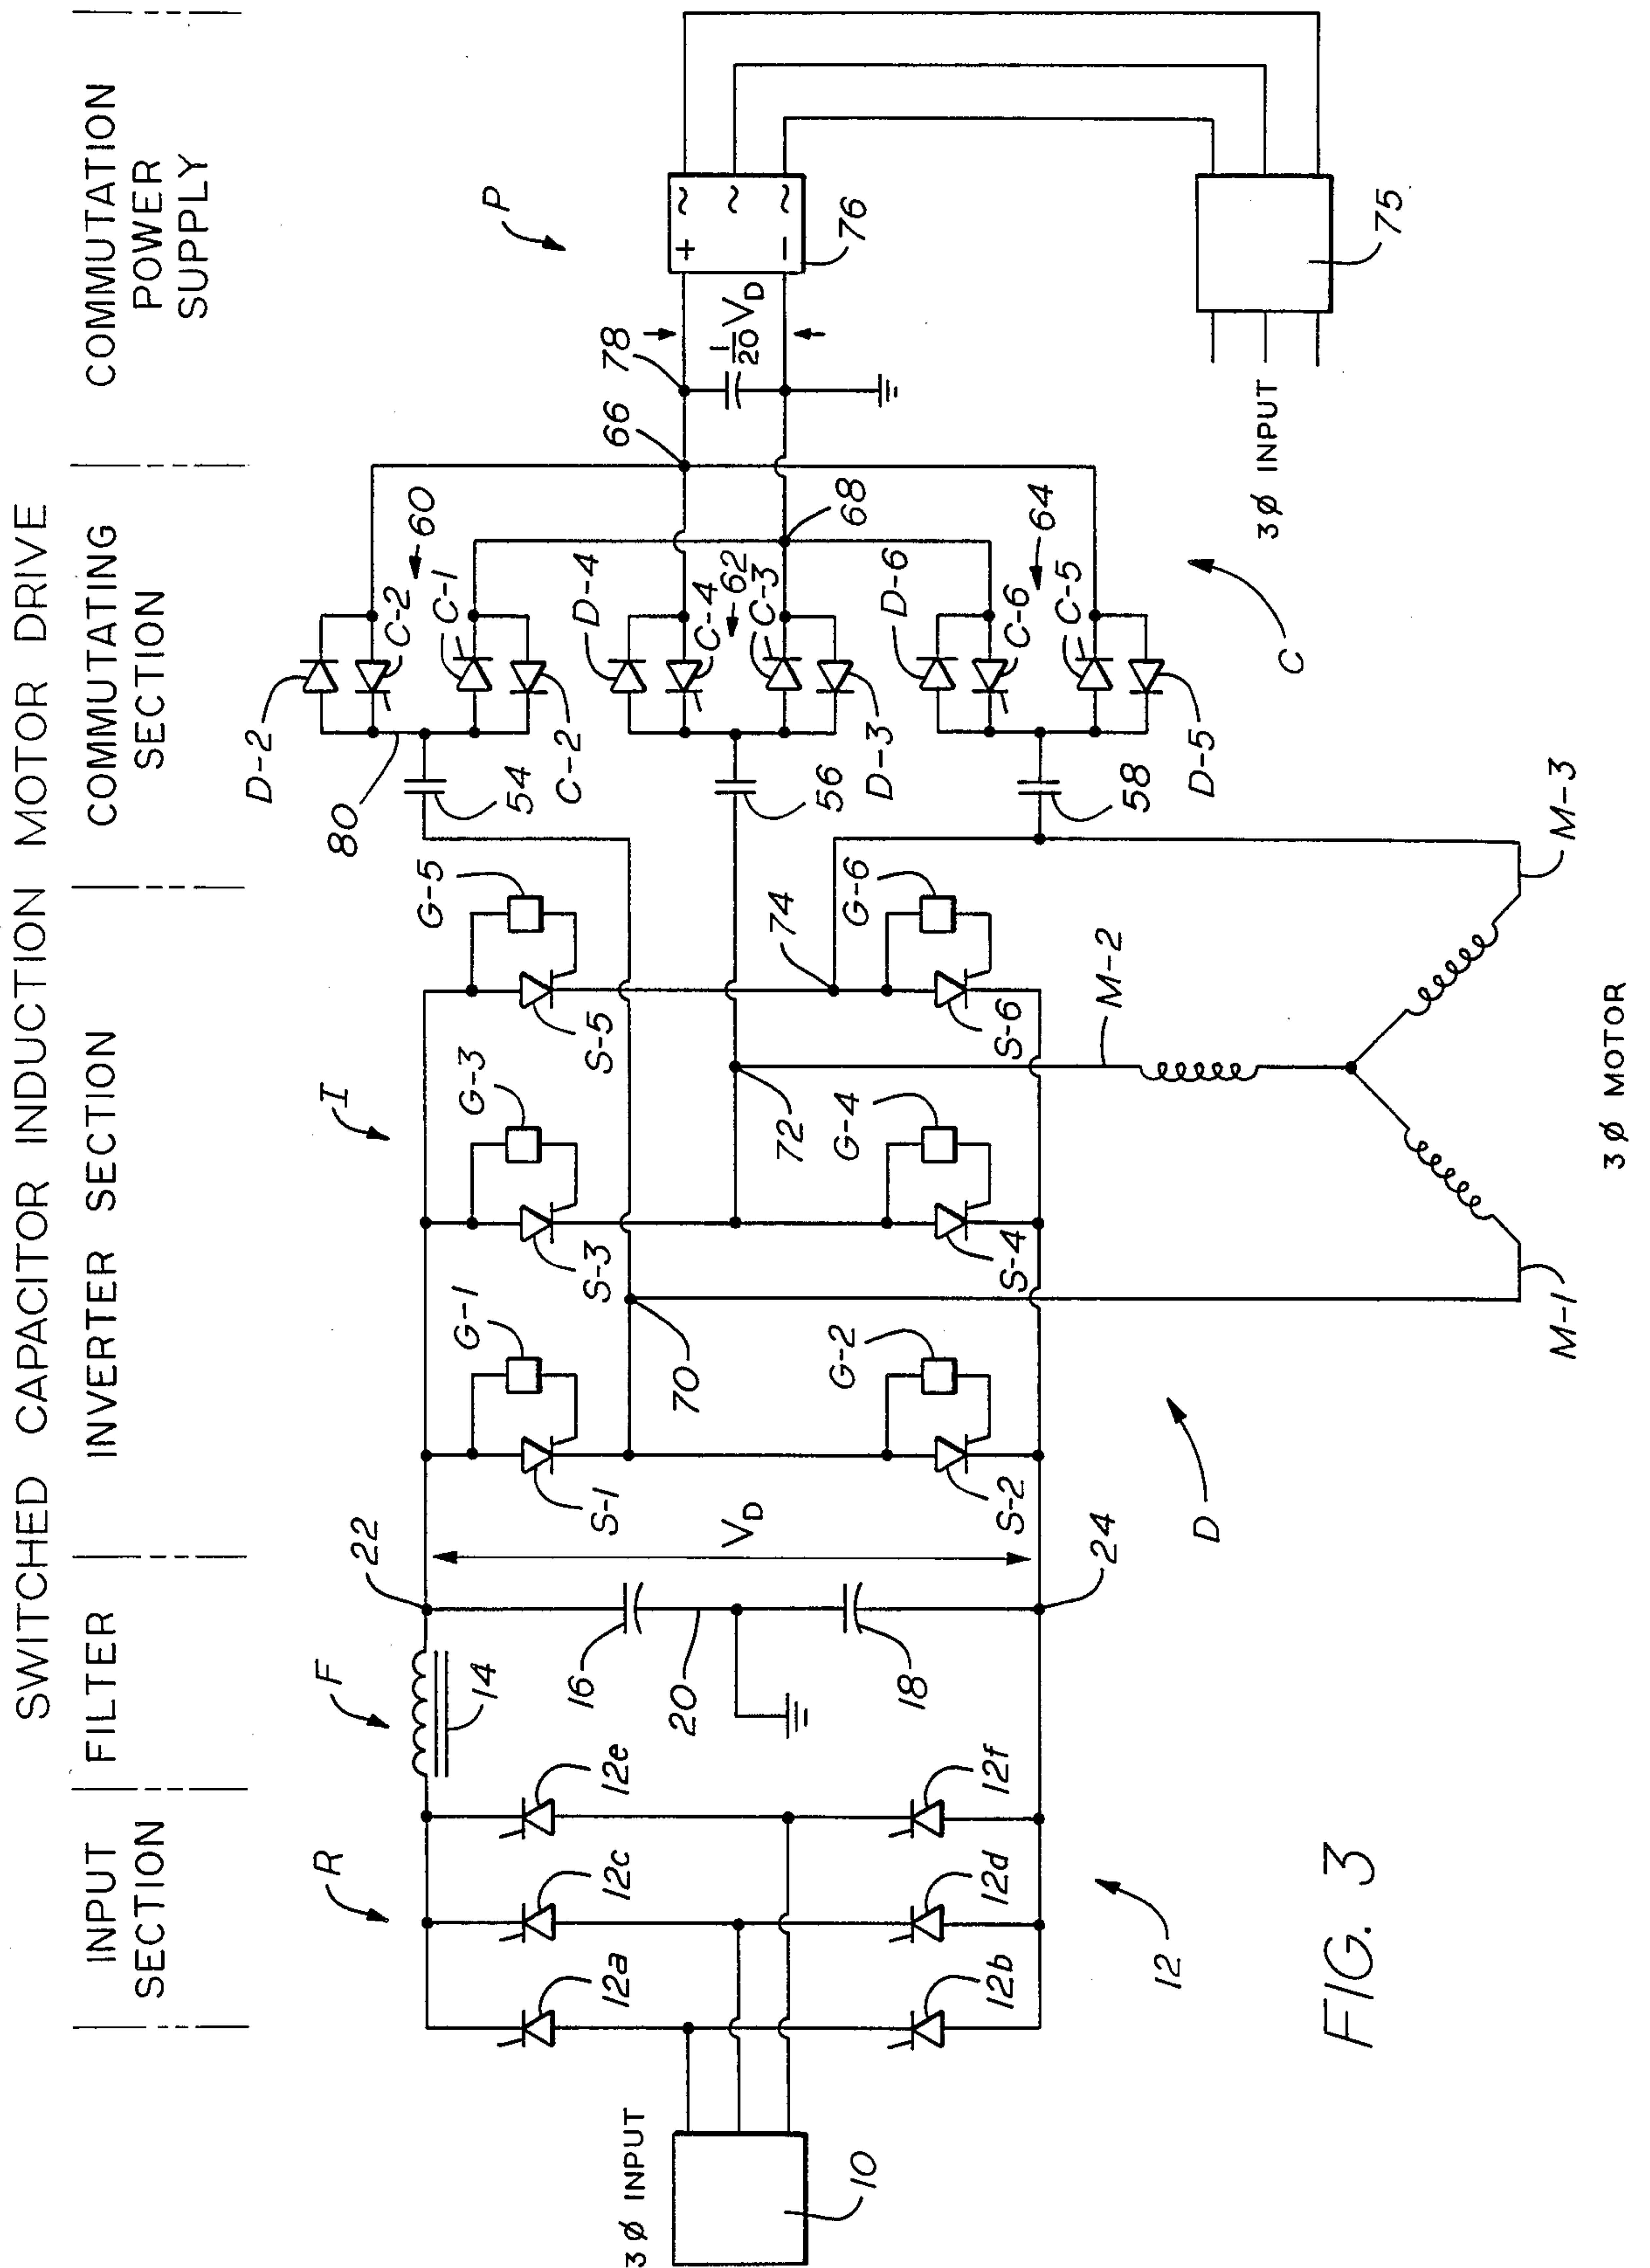 SWITCHED CAPACITOR INDUCTION MOTOR DRIVE
INPUT
SECTION
FILTER
INVERTER SECTION
COMMUTATING
SECTION
COMMUTATION
POWER
SUPPLY
R
F
I
P
D-2
C-2
60
C-1
80
54
C-2
D-4
C-4
62
C-3
56
D-3
D-6
C-6
64
C-5
58
D-5
66
68
78
1/20 VD
+
−
~
~
~
76
75
3Ø INPUT
C
G-1
S-1
G-3
S-3
G-5
S-5
70
72
74
G-2
S-2
G-4
S-4
G-6
S-6
22
14
16
20
18
VD
24
12a
12c
12e
12b
12d
12f
12
3Ø INPUT
10
D
M-1
M-2
M-3
3Ø MOTOR
FIG. 3